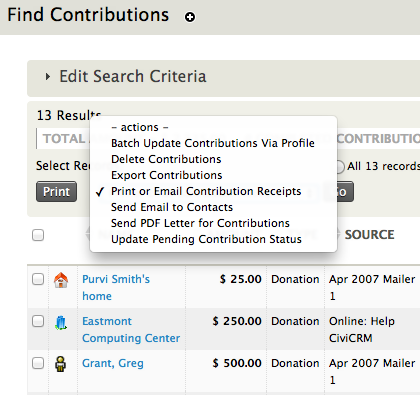 Find Contributions
Edit Search Criteria
13 Results
TOTAL
CONTRIBUTION
– actions –
Batch Update Contributions Via Profile
Delete Contributions
Export Contributions
✓ Print or Email Contribution Receipts
Send Email to Contacts
Send PDF Letter for Contributions
Update Pending Contribution Status
Select Rec
All 13 records
Print
Go
SOURCE
Purvi Smith's $ 25.00 Donation Apr 2007 Mailer
home 1
Eastmont $ 250.00 Donation Online: Help
Computing Center CiviCRM
Grant, Greg $ 500.00 Donation Apr 2007 Mailer
1